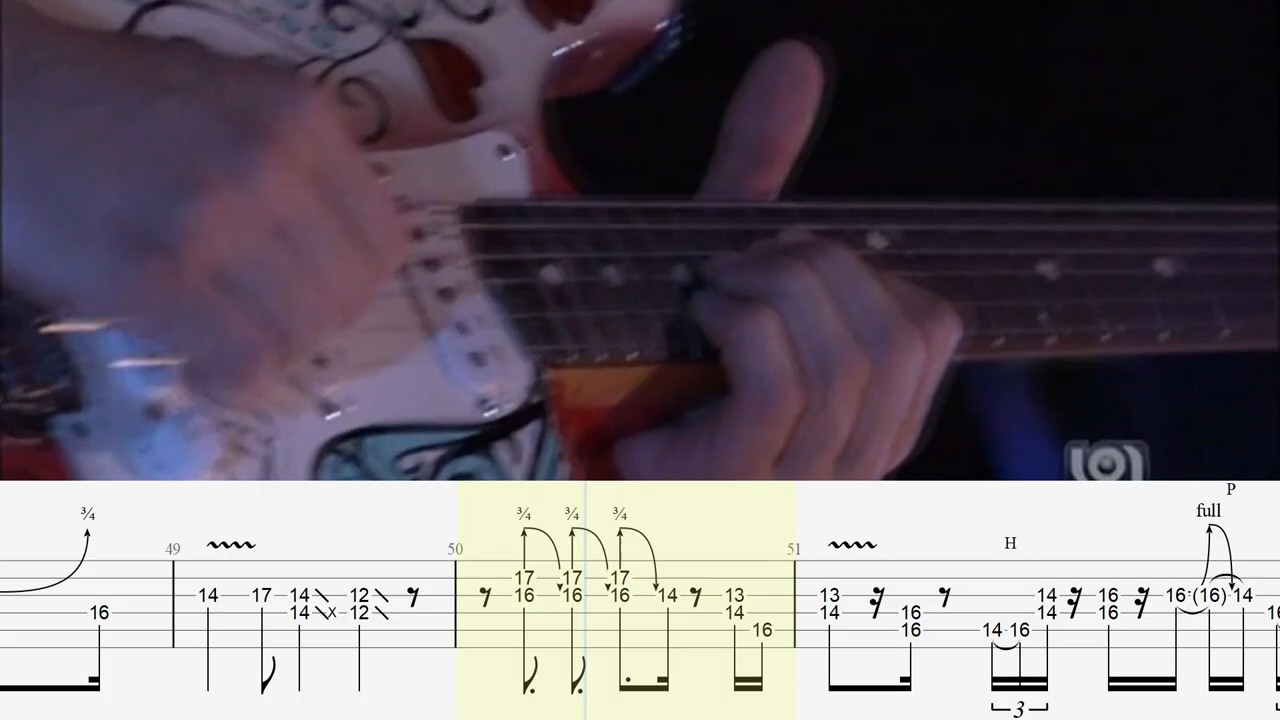 P
¾ ¾ ¾ ¾ full
49 50 51 H
17 17 17
14 17 14 12 16 16 16 14 13 13 14 16 16 (16) 14
16 14 x 12 14 14 16 14 16
16 16 14 16
3